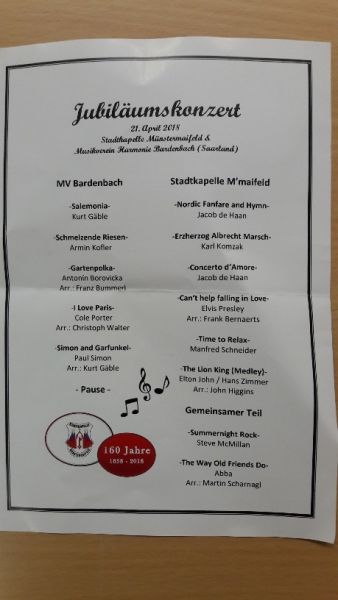 Jubiläumskonzert
21. April 2018
Stadtkapelle Münstermaifeld &
Musikverein Harmonie Bardenbach (Saarland)
MV Bardenbach
-Salemonia-
Kurt Gäble
-Schmelzende Riesen-
Armin Kofler
-Gartenpolka-
Antonín Borovicka
Arr.: Franz Bummerl
-I Love Paris-
Cole Porter
Arr.: Christoph Walter
-Simon and Garfunkel-
Paul Simon
Arr.: Kurt Gäble
- Pause -
160 Jahre
1858 - 2018
Stadtkapelle M'maifeld
-Nordic Fanfare and Hymn-
Jacob de Haan
-Erzherzog Albrecht Marsch-
Karl Komzak
-Concerto d'Amore-
Jacob de Haan
-Can't help falling in Love-
Elvis Presley
Arr.: Frank Bernaerts
-Time to Relax-
Manfred Schneider
-The Lion King (Medley)-
Elton John / Hans Zimmer
Arr.: John Higgins
Gemeinsamer Teil
-Summernight Rock-
Steve McMillan
-The Way Old Friends Do-
Abba
Arr.: Martin Scharnagl